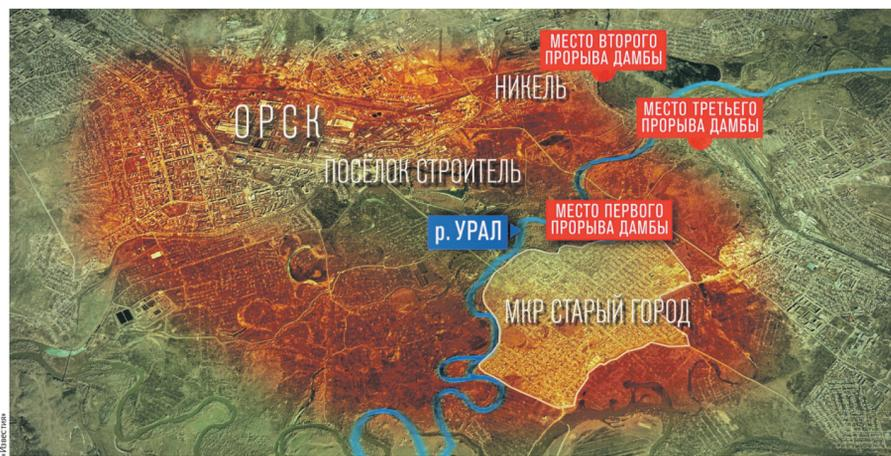 МЕСТО ВТОРОГО
ПРОРЫВА ДАМБЫ
НИКЕЛЬ
МЕСТО ТРЕТЬЕГО
ПРОРЫВА ДАМБЫ
ОРСК
ПОСЁЛОК СТРОИТЕЛЬ
МЕСТО ПЕРВОГО
ПРОРЫВА ДАМБЫ
р. УРАЛ
МКР СТАРЫЙ ГОРОД
«Известия»